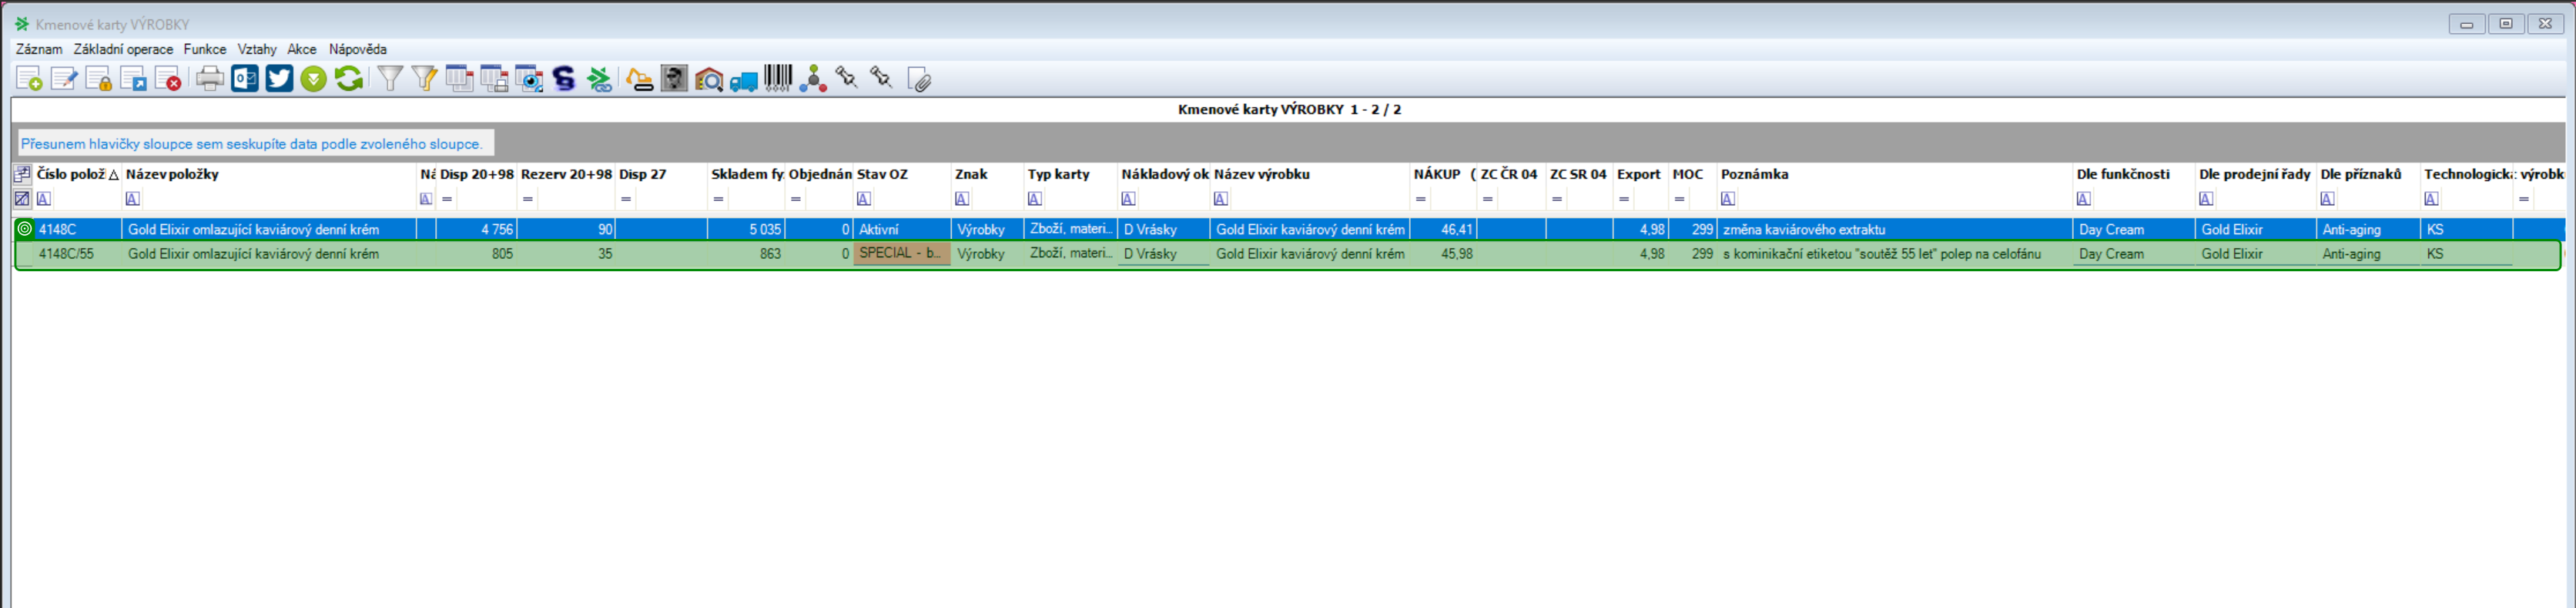 Kmenové karty VÝROBKY
Záznam Základní operace Funkce Vztahy Akce Nápověda
Kmenové karty VÝROBKY 1 - 2 / 2
Přesunem hlavičky sloupce sem seskupíte data podle zvoleného sloupce.
Číslo polož Název položky Ná Disp 20+98 Rezerv 20+98 Disp 27 Skladem fy Objednán Stav OZ Znak Typ karty Nákladový ok Název výrobku NÁKUP ( ZC ČR 04 ZC SR 04 Export MOC Poznámka Dle funkčnosti Dle prodejní řady Dle příznaků Technologická: výrobk
A A A = = = = = A A A A A = = = = = A A A A A =
4148C Gold Elixir omlazující kaviárový denní krém 4 756 90 5 035 0 Aktivní Výrobky Zboží, materi... D Vrásky Gold Elixir kaviárový denní krém 46,41 4,98 299 změna kaviárového extraktu Day Cream Gold Elixir Anti-aging KS
4148C/55 Gold Elixir omlazující kaviárový denní krém 805 35 863 0 SPECIAL - b... Výrobky Zboží, materi... D Vrásky Gold Elixir kaviárový denní krém 45,98 4,98 299 s kominikační etiketou "soutěž 55 let" polep na celofánu Day Cream Gold Elixir Anti-aging KS